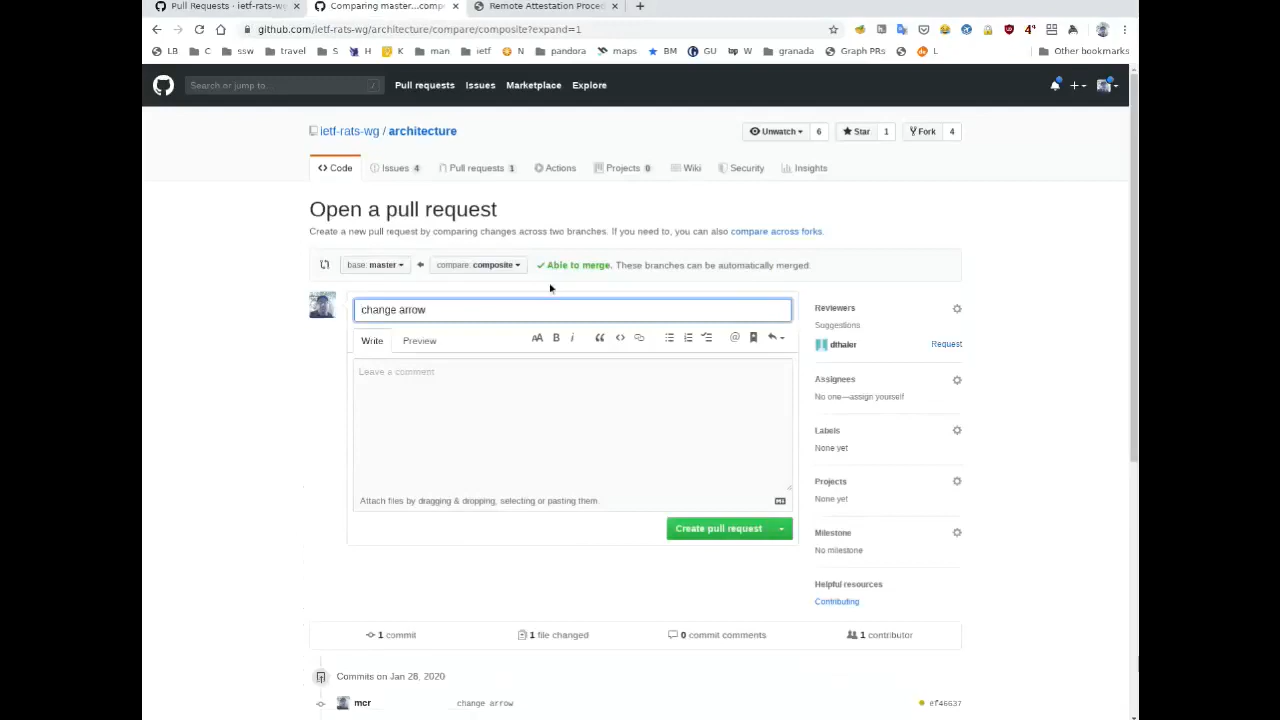 Pull Requests · ietf-rats-wg
Comparing master...comp
Remote Attestation Proced
github.com/ietf-rats-wg/architecture/compare/composite?expand=1
LB C ssw travel S H K man ietf N pandora maps BM GU W granada Graph PRs L Other bookmarks
Search or jump to... / Pull requests Issues Marketplace Explore
ietf-rats-wg / architecture
Unwatch 6 Star 1 Fork 4
Code Issues 4 Pull requests 1 Actions Projects 0 Wiki Security Insights
Open a pull request
Create a new pull request by comparing changes across two branches. If you need to, you can also compare across forks.
base: master compare: composite Able to merge. These branches can be automatically merged.
change arrow
Write Preview
Leave a comment
Attach files by dragging & dropping, selecting or pasting them.
Create pull request
Reviewers
Suggestions
dthaler Request
Assignees
No one—assign yourself
Labels
None yet
Projects
None yet
Milestone
No milestone
Helpful resources
Contributing
1 commit 1 file changed 0 commit comments 1 contributor
Commits on Jan 28, 2020
mcr change arrow ef46637